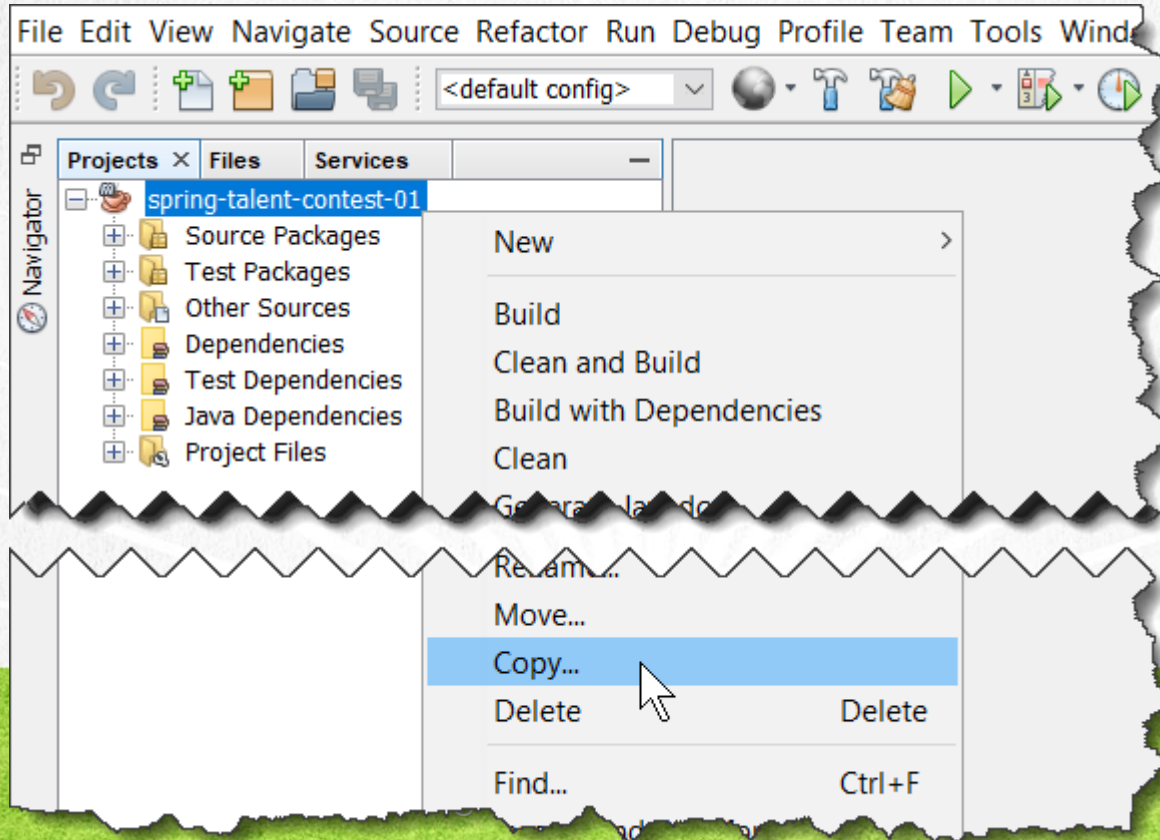 File Edit View Navigate Source Refactor Run Debug Profile Team Tools
<default config>
Projects × Files Services
Navigator
spring-talent-contest-01
Source Packages
Test Packages
Other Sources
Dependencies
Test Dependencies
Java Dependencies
Project Files
New
Build
Clean and Build
Build with Dependencies
Clean
Rename...
Move...
Copy...
Delete Delete
Find... Ctrl+F